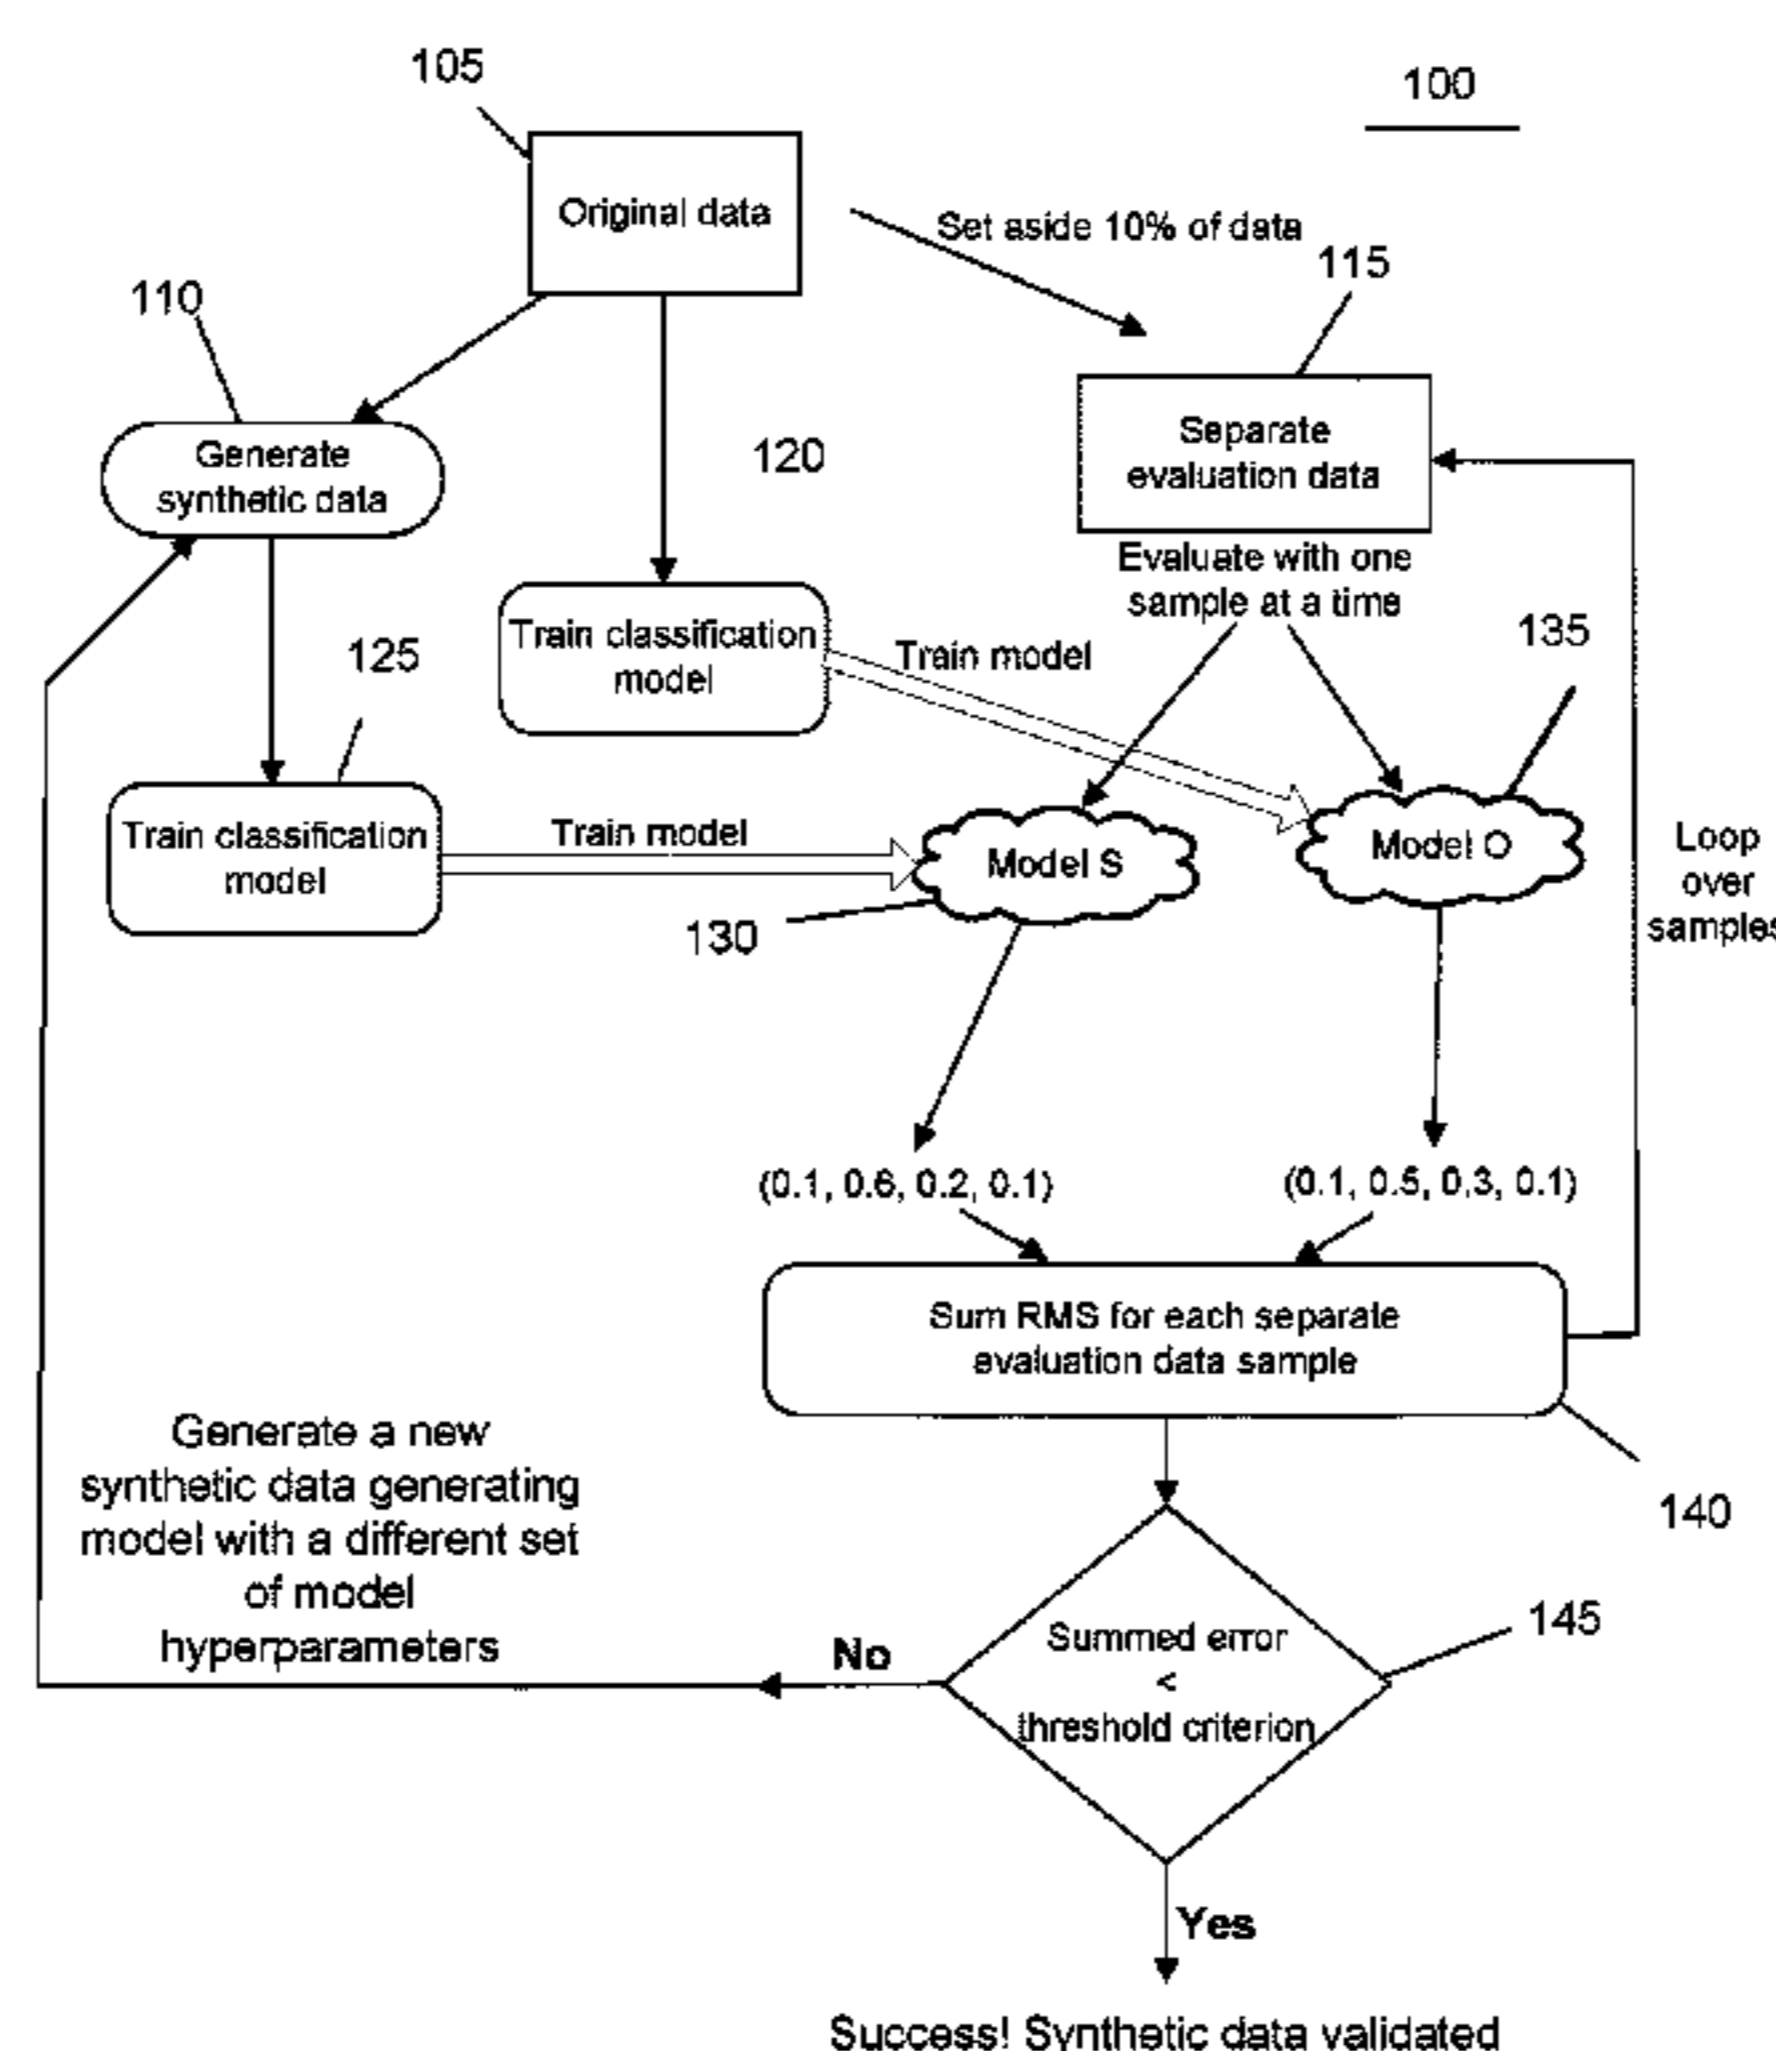 105
100
Original data
Set aside 10% of data
115
110
Generate
synthetic data
120
Separate
evaluation data
Evaluate with one
sample at a time
135
125
Train classification
model
Train model
Train classification
model
Train model
Model S
Model O
Loop
over
samples
130
(0.1, 0.6, 0.2, 0.1)
(0.1, 0.5, 0.3, 0.1)
Sum RMS for each separate
evaluation data sample
140
Generate a new
synthetic data generating
model with a different set
of model
hyperparameters
No
Summed error
<
threshold criterion
145
Yes
Success! Synthetic data validated